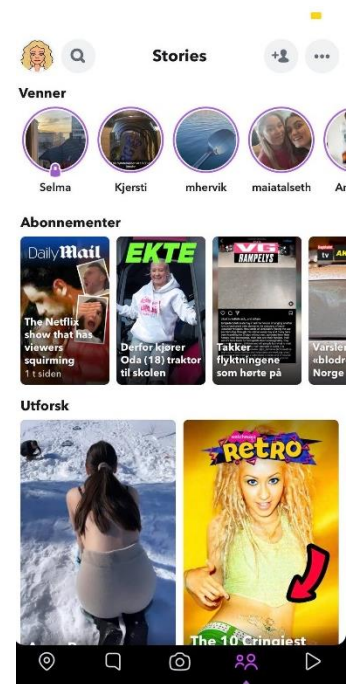 Stories
Venner
Selma
Kjersti
mhervik
maiatalseth
Abonnementer
Daily Mail
The Netflix
show that has
viewers
squirming
1 t siden
EKTE
Derfor kjører
Oda (18) traktor
til skolen
VG
RAMPELYS
Takker
flyktningene
som hørte på
tv
Varsler
«blodr
Norge
Utforsk
RETRO
The 10 Cringiest